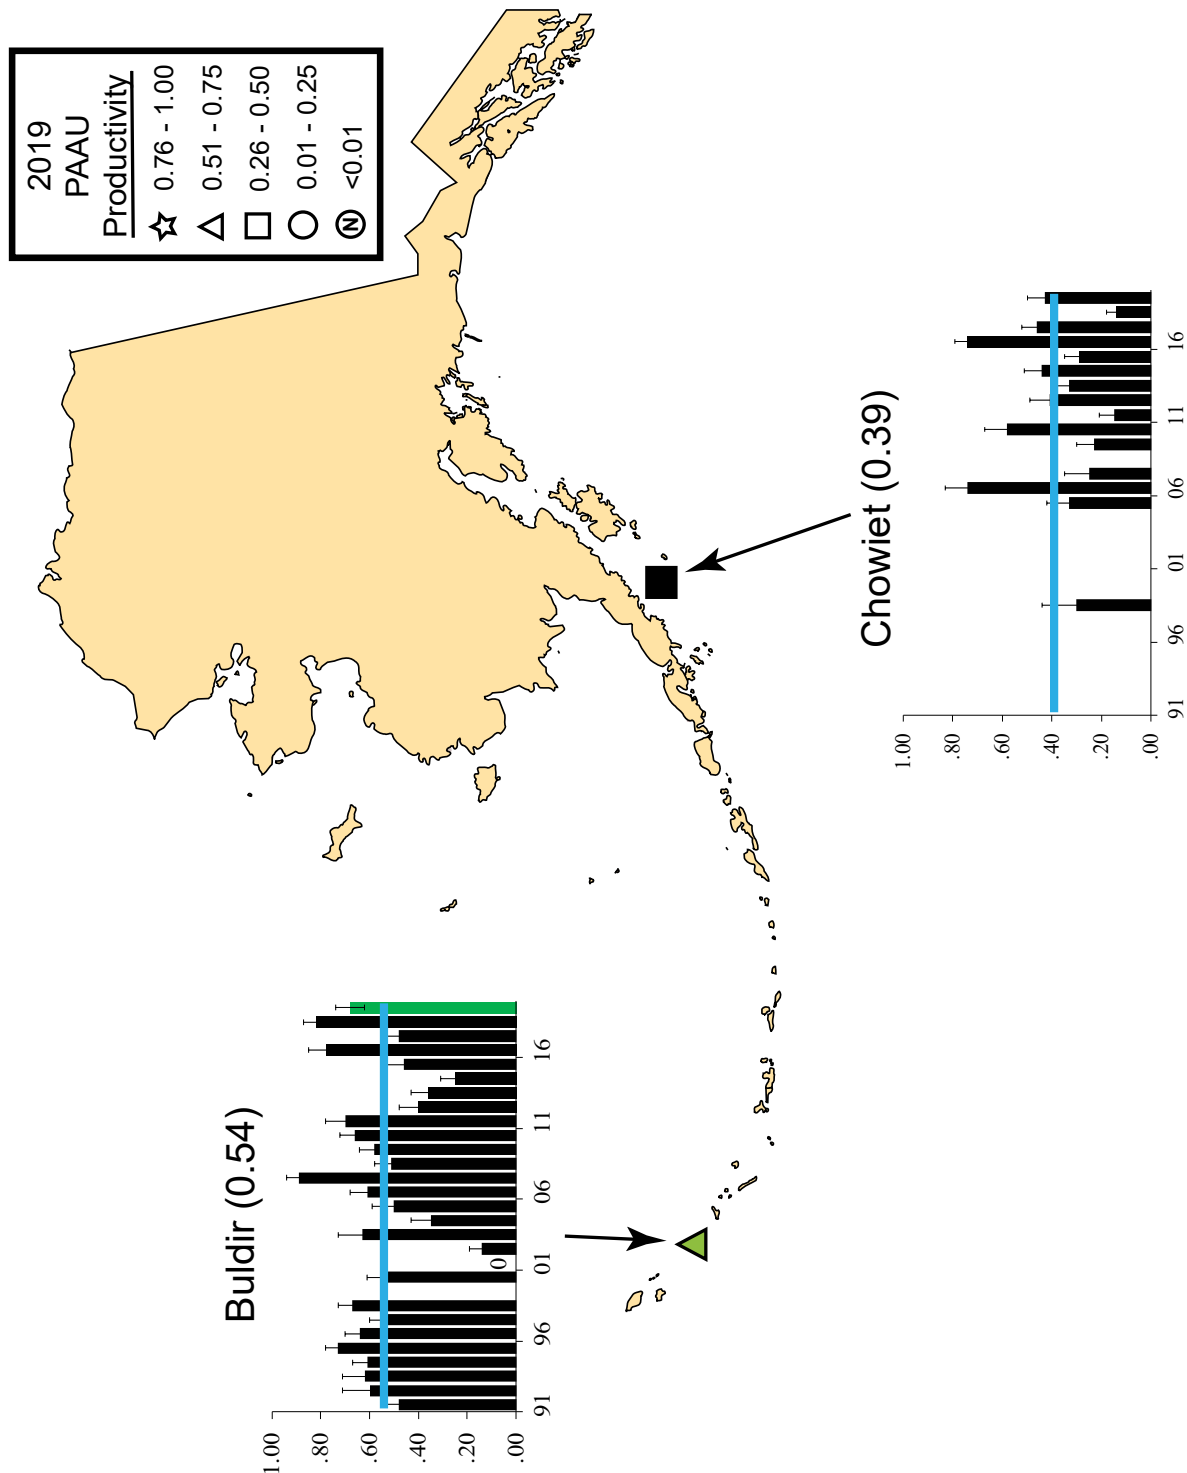 2019
PAAU
Productivity
0.76 - 1.00
0.51 - 0.75
0.26 - 0.50
0.01 - 0.25
N <0.01
Buldir (0.54)
1.00
.80
.60
.40
.20
.00
0
91 96 01 06 11 16
Chowiet (0.39)
1.00
.80
.60
.40
.20
.00
91 96 01 06 11 16